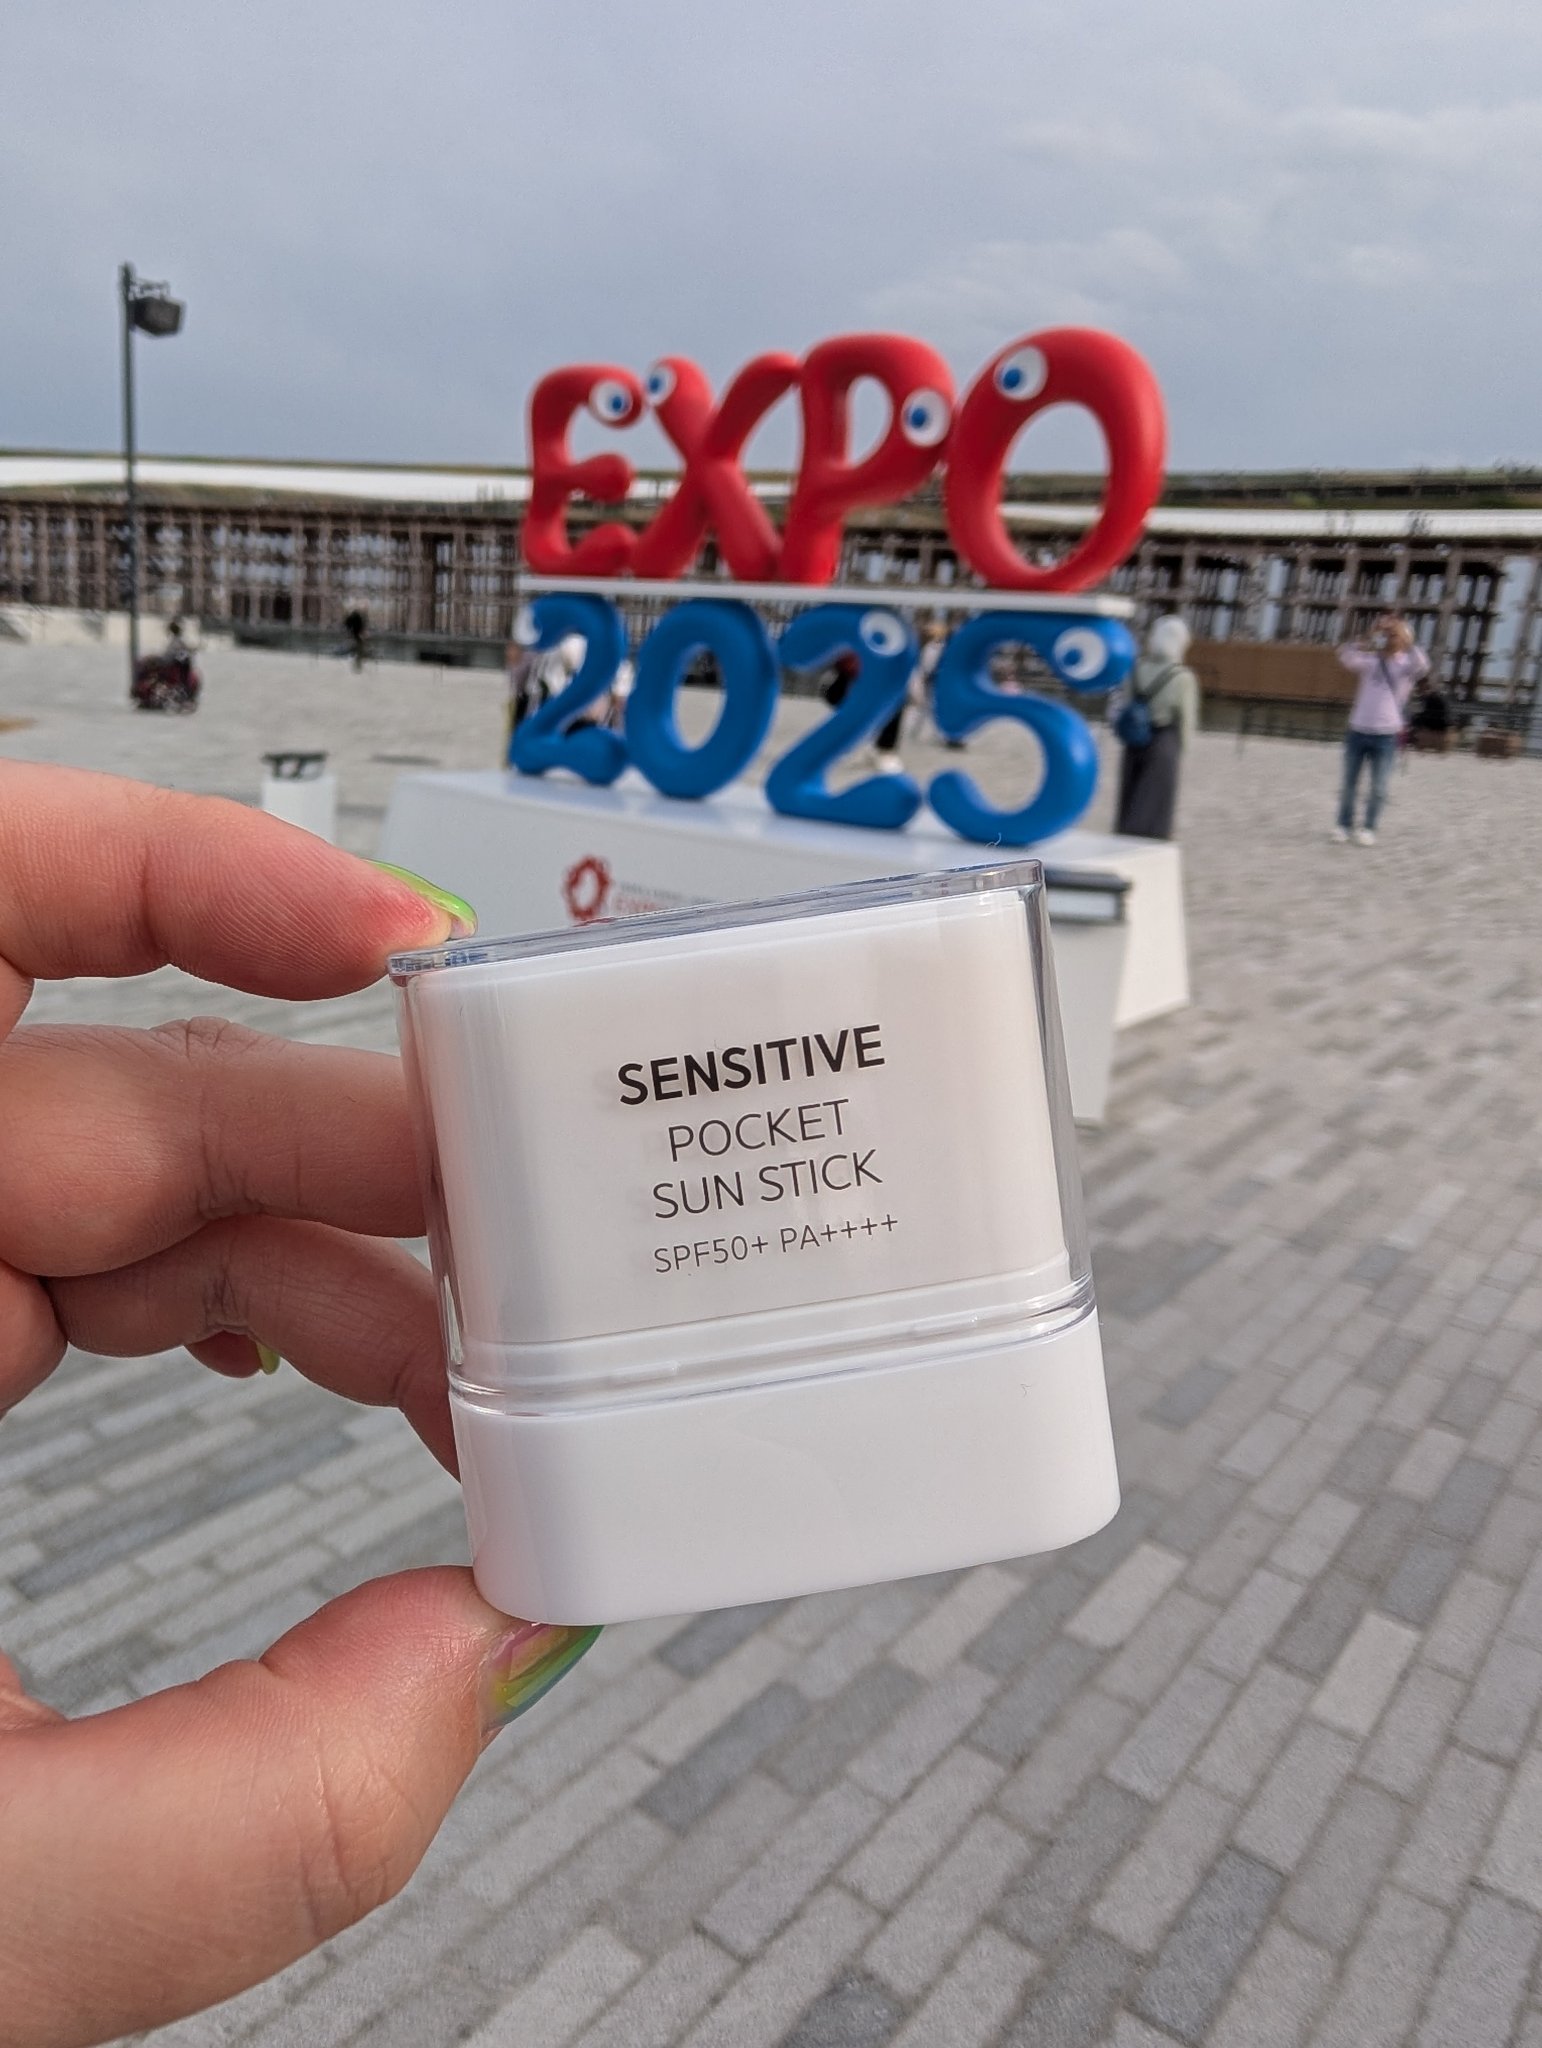 EXPO
2025
SENSITIVE
POCKET
SUN STICK
SPF50+ PA++++